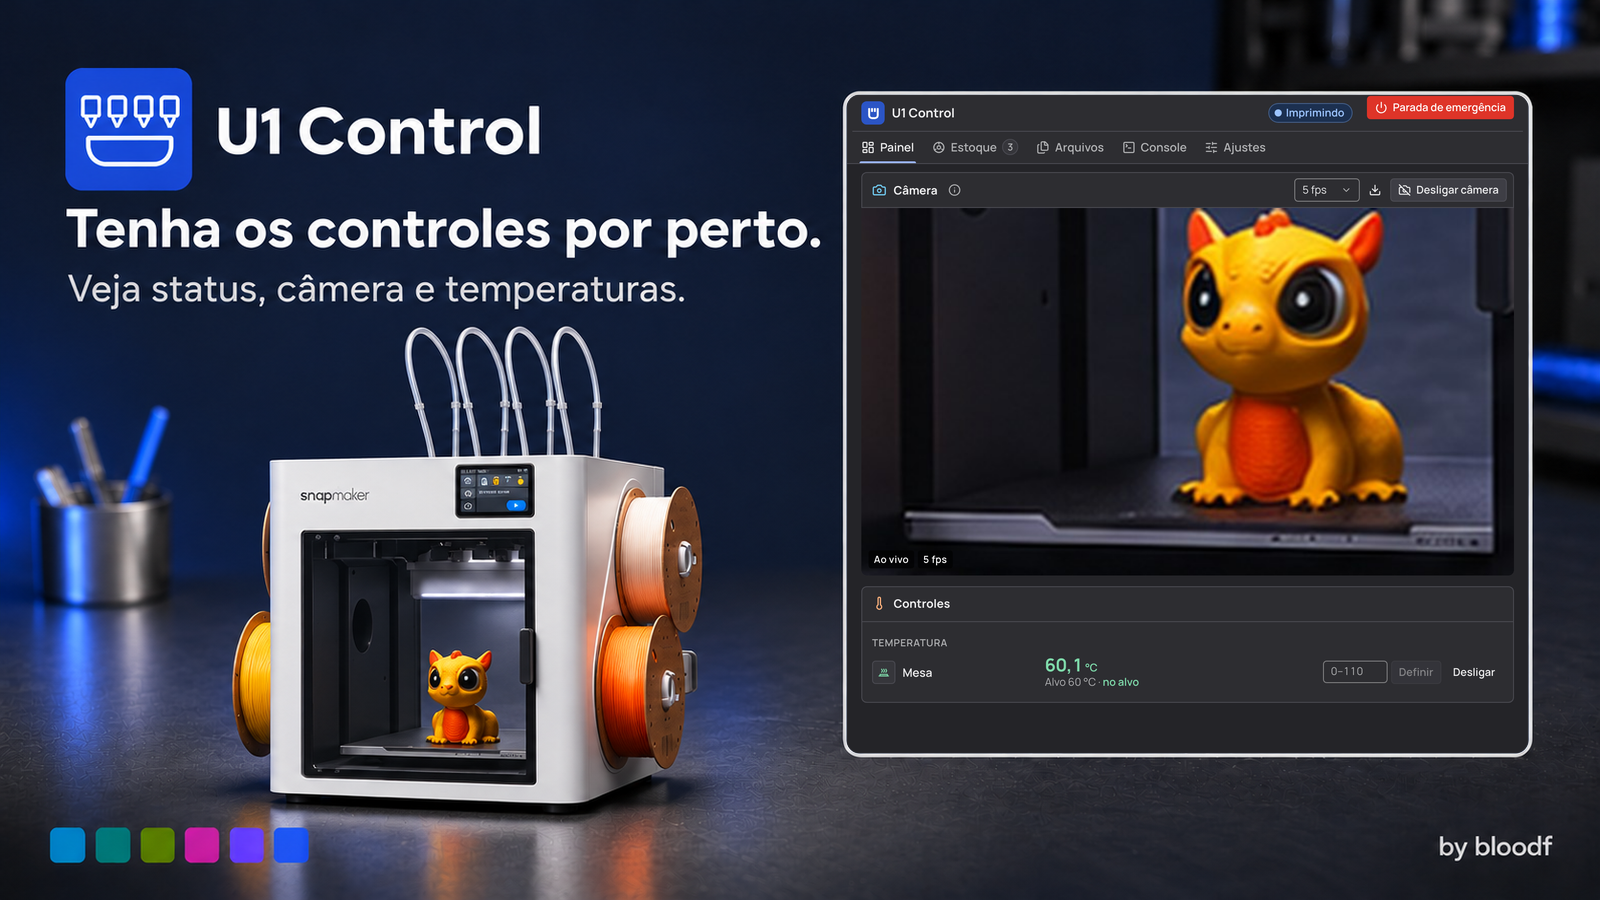 U1 Control
Tenha os controles por perto.
Veja status, câmera e temperaturas.
snapmaker
U1 Control
Imprimindo
Parada de emergência
Painel
Estoque 3
Arquivos
Console
Ajustes
Câmera
5 fps
Desligar câmera
Ao vivo
5 fps
Controles
TEMPERATURA
Mesa
60,1 °C
Alvo 60 °C · no alvo
0–110
Definir
Desligar
by bloodf